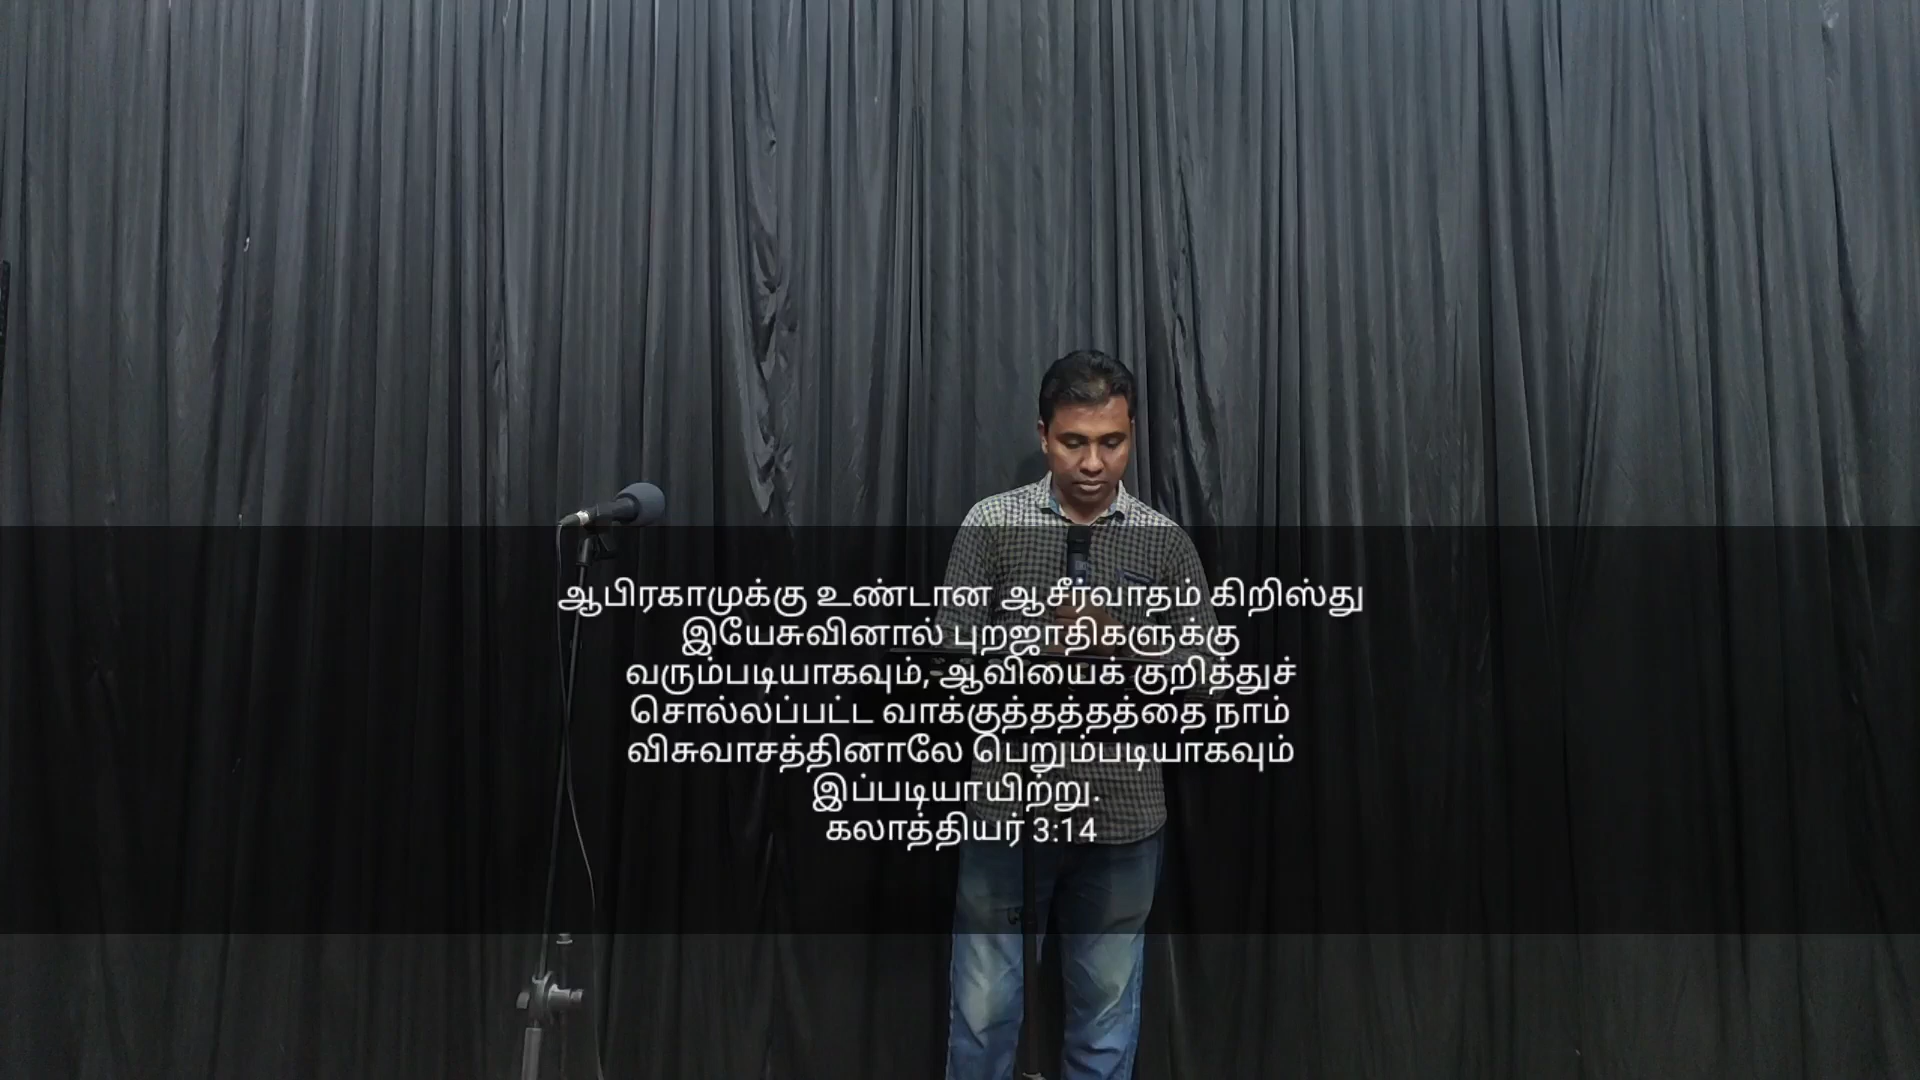 ஆபிரகாமுக்கு உண்டான ஆசீர்வாதம் கிறிஸ்து
இயேசுவினால் புறஜாதிகளுக்கு
வரும்படியாகவும், ஆவியைக் குறித்துச்
சொல்லப்பட்ட வாக்குத்தத்தத்தை நாம்
விசுவாசத்தினாலே பெறும்படியாகவும்
இப்படியாயிற்று.
கலாத்தியர் 3:14